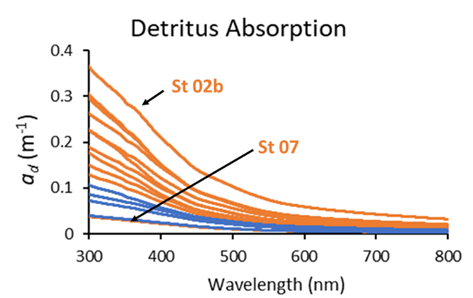 Detritus Absorption
0.4
0.3
0.2
0.1
0
a_d (m⁻¹)
St 02b
St 07
300 400 500 600 700 800
Wavelength (nm)